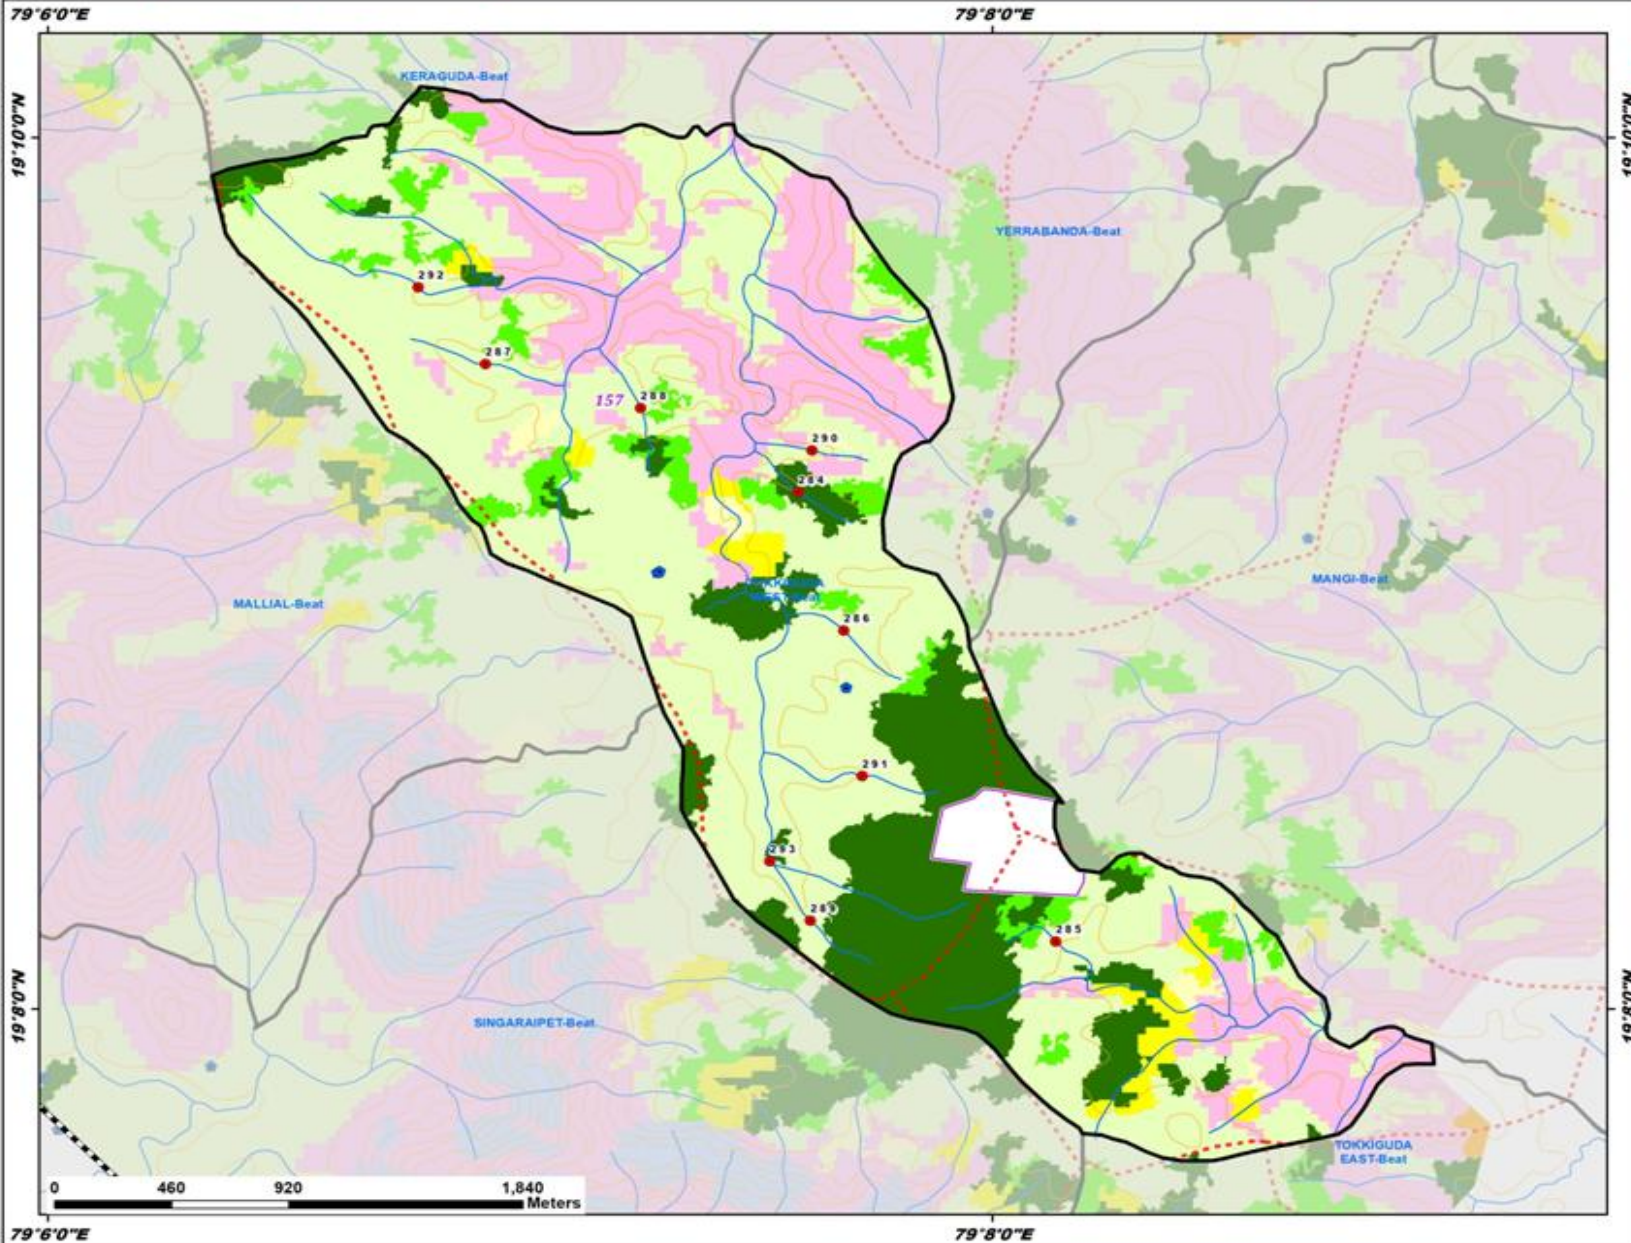 79°6'0"E 79°8'0"E
19°10'0"N 19°10'0"N
KERAGUDA-Beat
YERRABANDA-Beat
292
287
157 288
290
284
MANGI-Beat
MALLIAL-Beat
286
291
293
289
285
19°8'0"N 19°8'0"N
SINGARAIPET-Beat
TOKKIGUDA
EAST-Beat
0 460 920 1,840
Meters
79°6'0"E 79°8'0"E